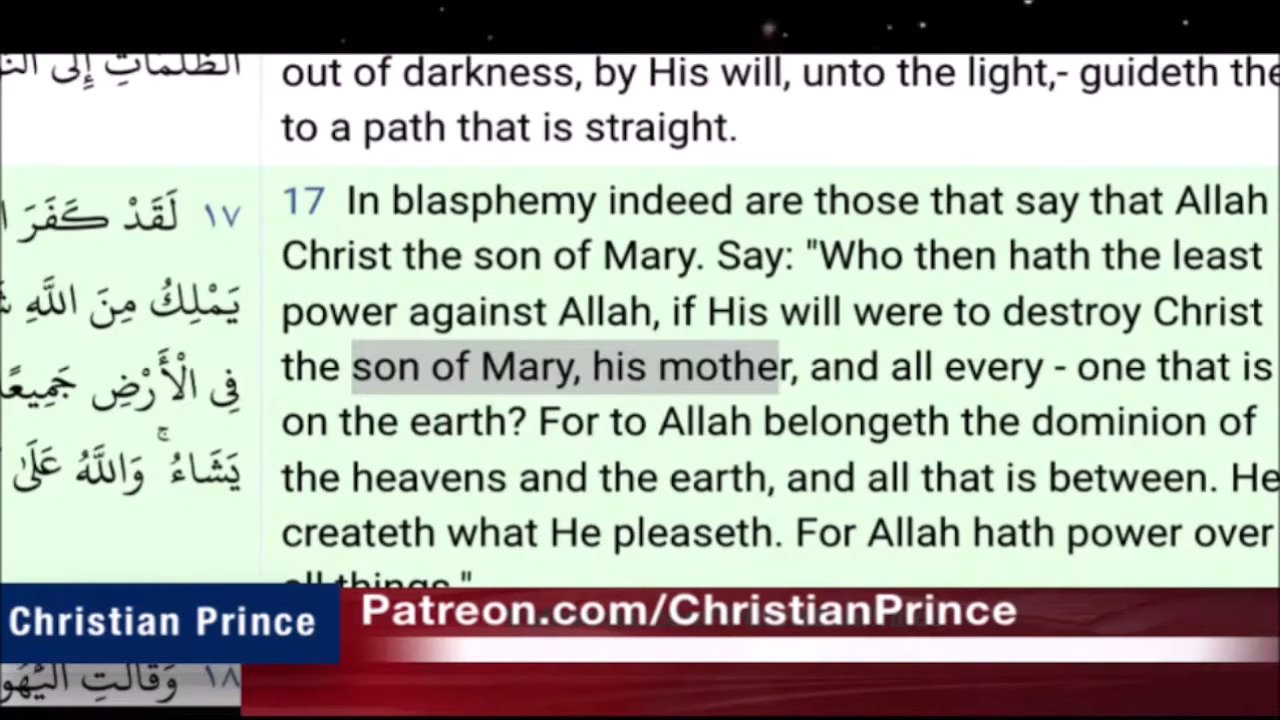 الظُّلُمَاتِ إِلَى
out of darkness, by His will, unto the light,- guideth the
to a path that is straight.
١٧ لَقَدْ كَفَرَ
يَمْلِكُ مِنَ اللَّهِ
فِي الْأَرْضِ جَمِيعًا
يَشَاءُ ۚ وَاللَّهُ عَلَىٰ
17 In blasphemy indeed are those that say that Allah
Christ the son of Mary. Say: "Who then hath the least
power against Allah, if His will were to destroy Christ
the son of Mary, his mother, and all every - one that is
on the earth? For to Allah belongeth the dominion of
the heavens and the earth, and all that is between. He
createth what He pleaseth. For Allah hath power over
all things."
Christian Prince
Patreon.com/ChristianPrince
١٨ وَقَالَتِ